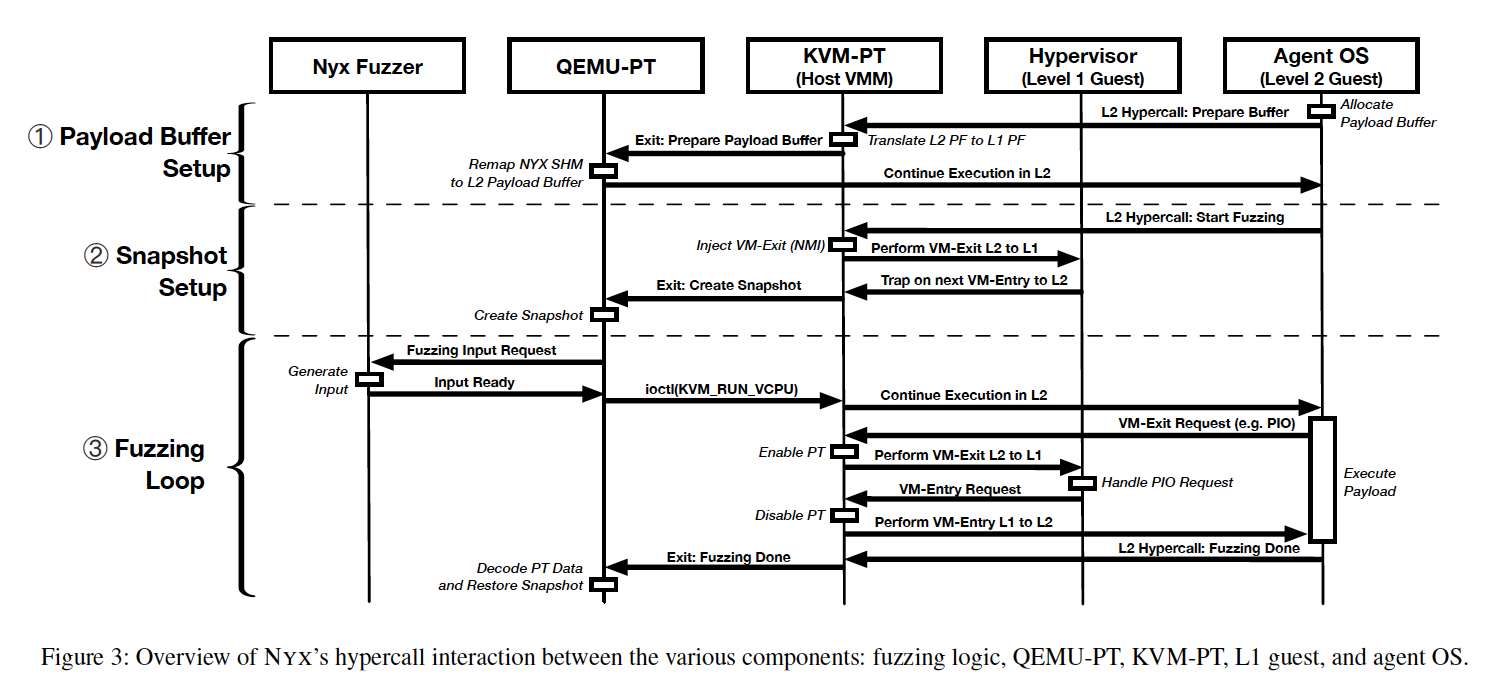 Nyx Fuzzer
QEMU-PT
KVM-PT
(Host VMM)
Hypervisor
(Level 1 Guest)
Agent OS
(Level 2 Guest)
① Payload Buffer
Setup
L2 Hypercall: Prepare Buffer
Allocate
Payload Buffer
Exit: Prepare Payload Buffer
Translate L2 PF to L1 PF
Remap NYX SHM
to L2 Payload Buffer
Continue Execution in L2
② Snapshot
Setup
L2 Hypercall: Start Fuzzing
Inject VM-Exit (NMI)
Perform VM-Exit L2 to L1
Trap on next VM-Entry to L2
Exit: Create Snapshot
Create Snapshot
③ Fuzzing
Loop
Fuzzing Input Request
Generate
Input
Input Ready
ioctl(KVM_RUN_VCPU)
Continue Execution in L2
VM-Exit Request (e.g. PIO)
Enable PT
Perform VM-Exit L2 to L1
Handle PIO Request
Execute
Payload
VM-Entry Request
Disable PT
Perform VM-Entry L1 to L2
L2 Hypercall: Fuzzing Done
Exit: Fuzzing Done
Decode PT Data
and Restore Snapshot
Figure 3: Overview of NYX's hypercall interaction between the various components: fuzzing logic, QEMU-PT, KVM-PT, L1 guest, and agent OS.